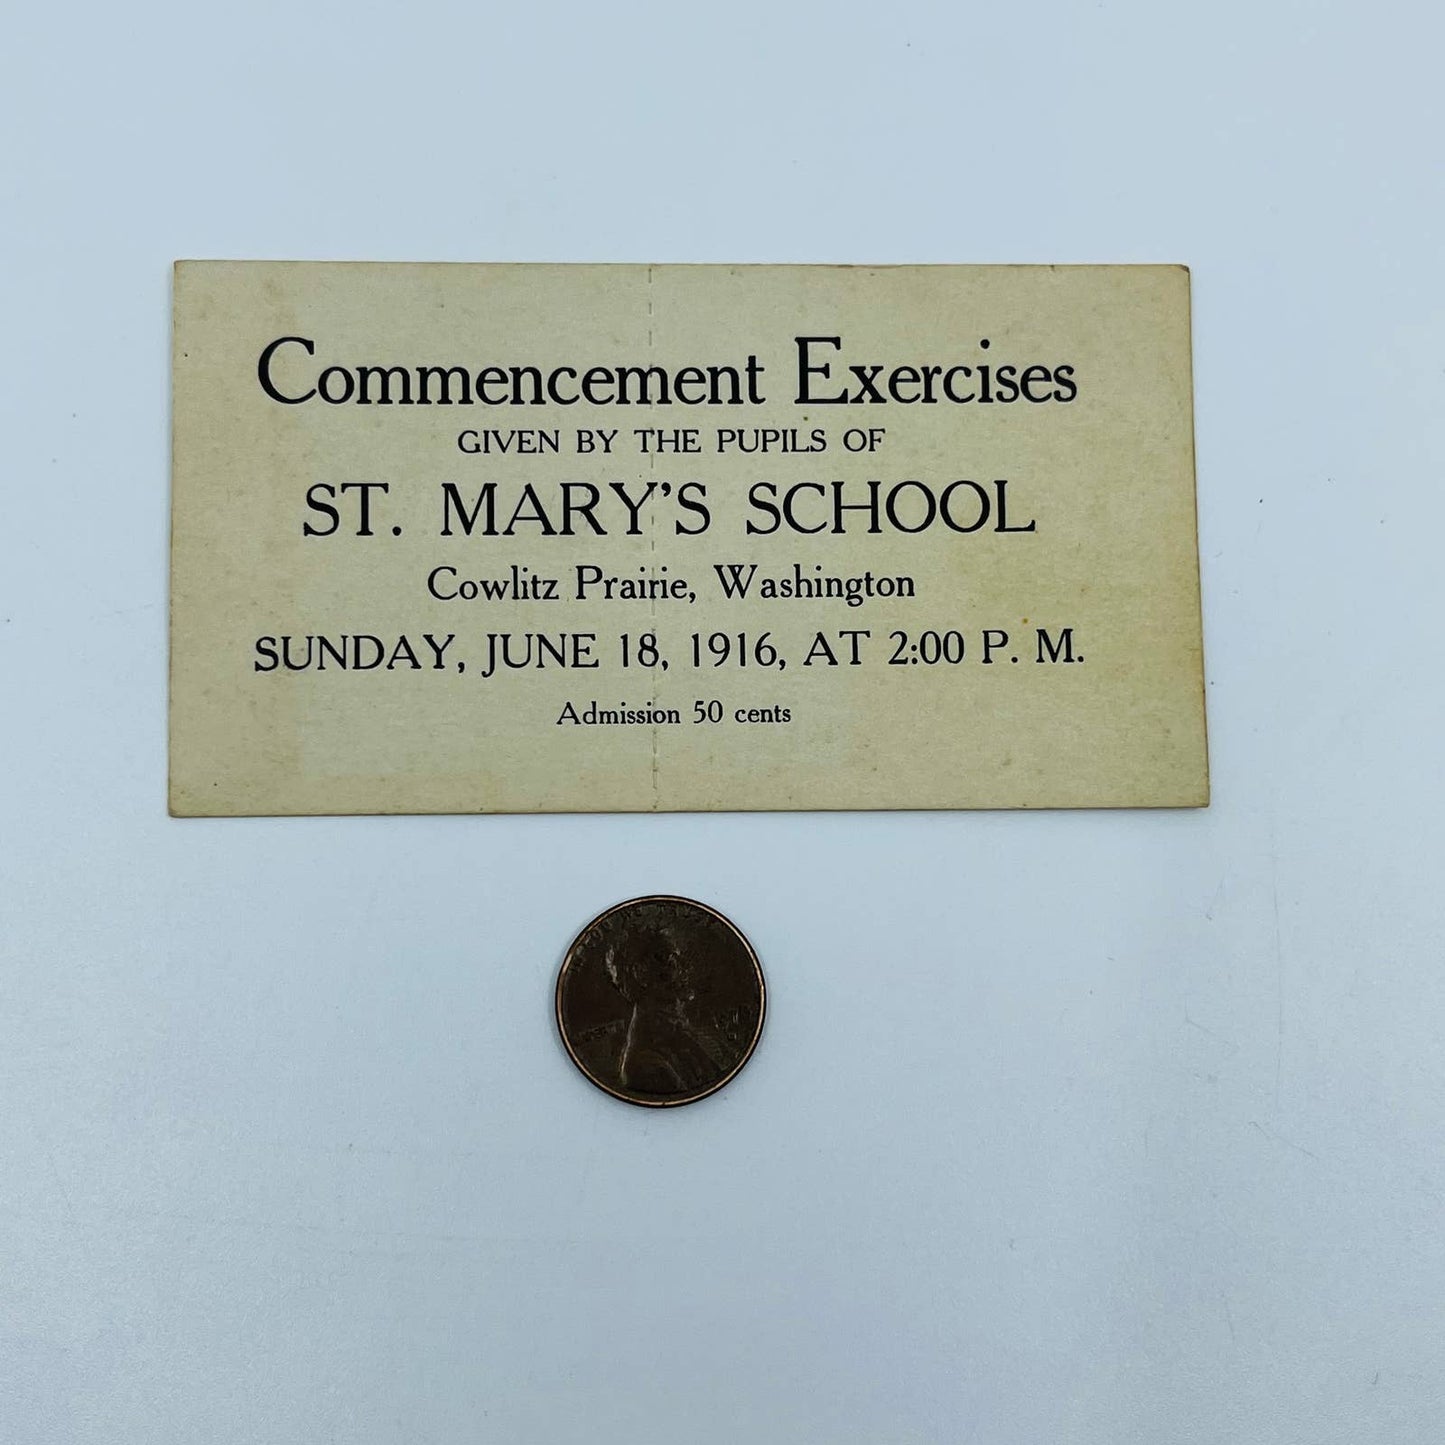 Commencement Exercises
GIVEN BY THE PUPILS OF
ST. MARY'S SCHOOL
Cowlitz Prairie, Washington
SUNDAY, JUNE 18, 1916, AT 2:00 P. M.
Admission 50 cents
LIBERTY